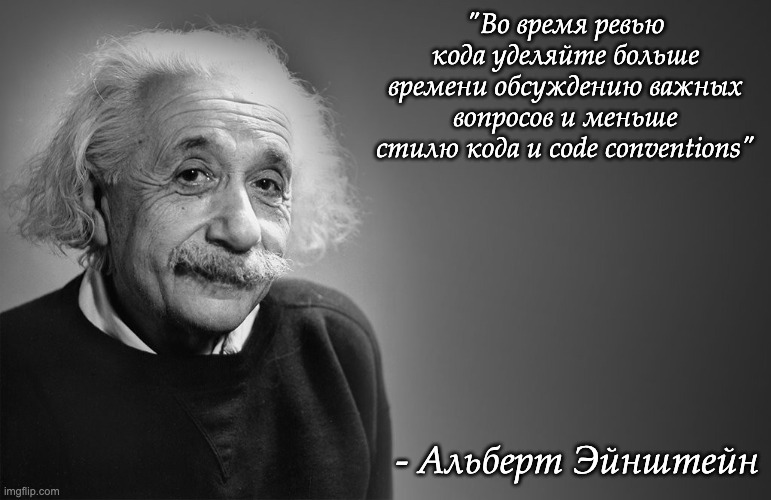 "Во время ревью
кода уделяйте больше
времени обсуждению важных
вопросов и меньше
стилю кода и code conventions"
- Альберт Эйнштейн
imgflip.com